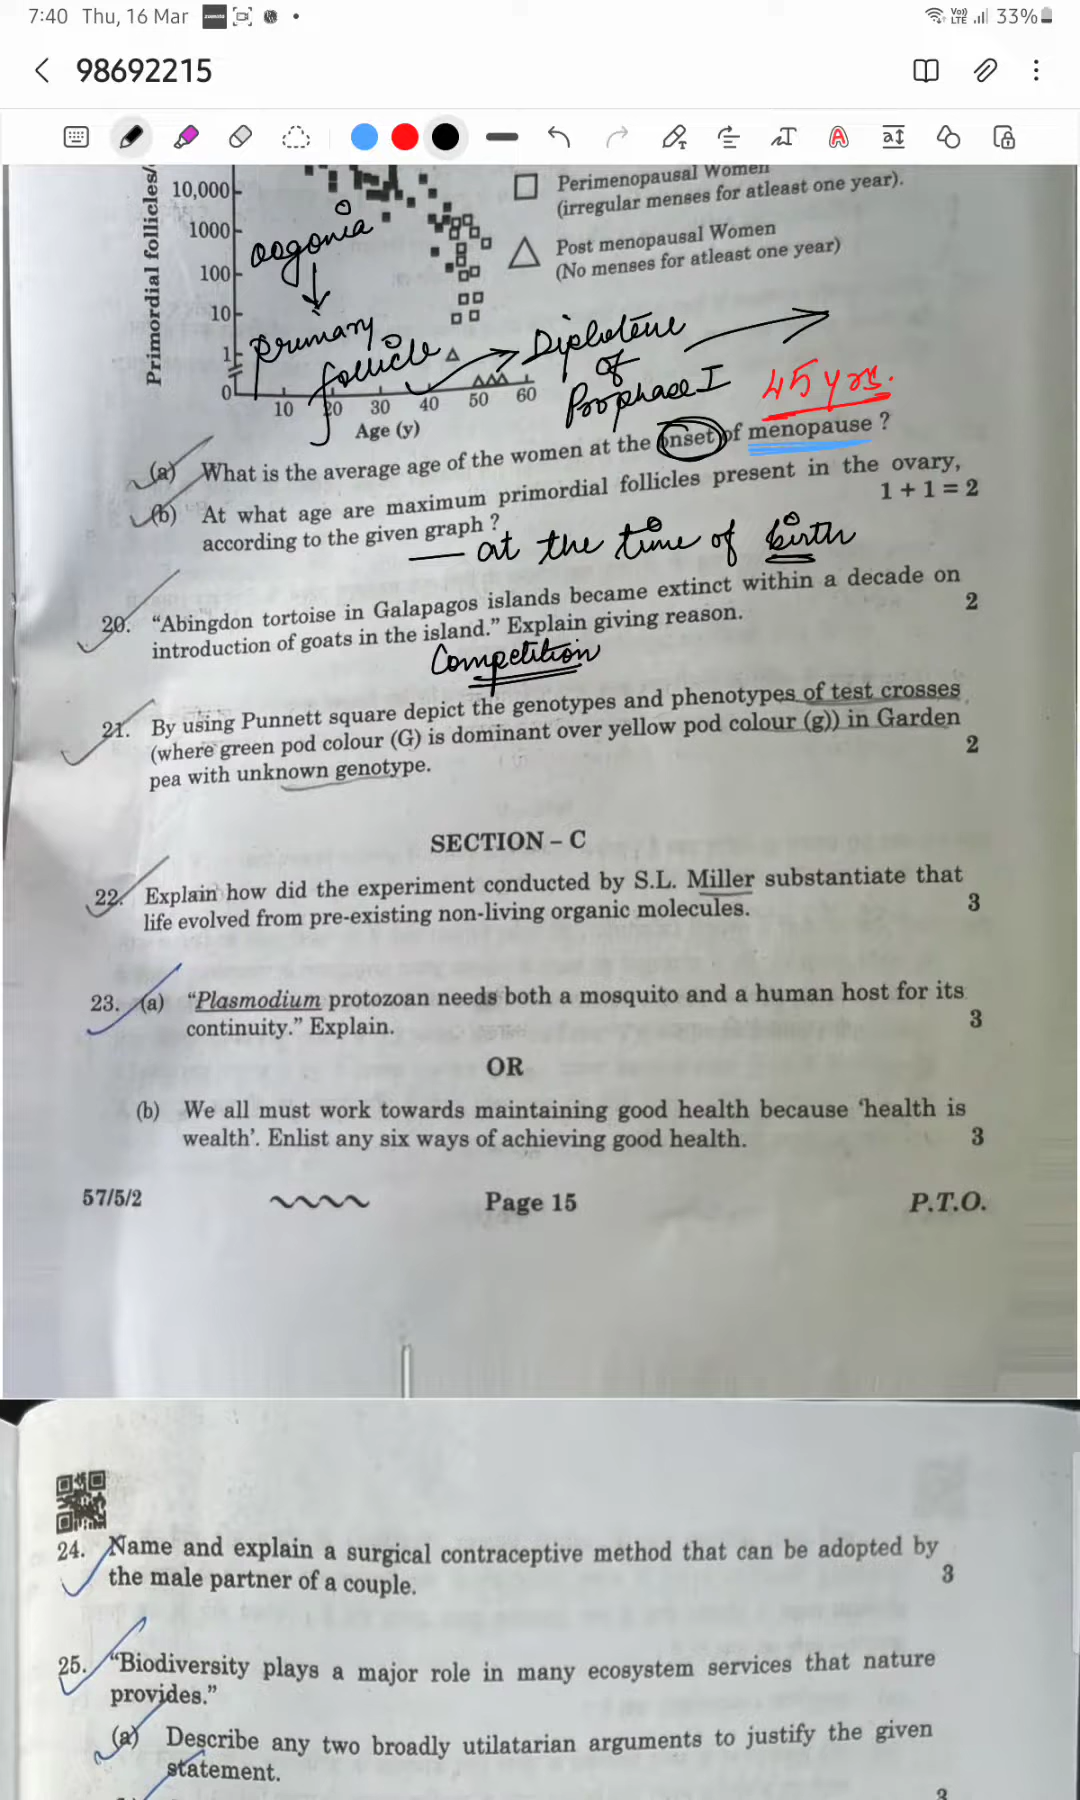 7:40 Thu, 16 Mar
zomato
Vo)) LTE 33%
98692215
Primordial follicles/
10,000
1000
100
10
1
0
10 20 30 40 50 60
Age (y)
Perimenopausal Women
(irregular menses for atleast one year).
Post menopausal Women
(No menses for atleast one year)
oogonia
primary
follicle
Diplotene
of
Prophase I
45 yrs.
(a) What is the average age of the women at the onset of menopause ?
(b) At what age are maximum primordial follicles present in the ovary,
according to the given graph ?
1 + 1 = 2
at the time of birth
20. “Abingdon tortoise in Galapagos islands became extinct within a decade on
introduction of goats in the island.” Explain giving reason. 2
Competition
21. By using Punnett square depict the genotypes and phenotypes of test crosses
(where green pod colour (G) is dominant over yellow pod colour (g)) in Garden
pea with unknown genotype. 2
SECTION – C
22. Explain how did the experiment conducted by S.L. Miller substantiate that
life evolved from pre-existing non-living organic molecules. 3
23. (a) “Plasmodium protozoan needs both a mosquito and a human host for its
continuity.” Explain. 3
OR
(b) We all must work towards maintaining good health because ‘health is
wealth’. Enlist any six ways of achieving good health. 3
57/5/2 Page 15 P.T.O.
24. Name and explain a surgical contraceptive method that can be adopted by
the male partner of a couple. 3
25. “Biodiversity plays a major role in many ecosystem services that nature
provides.”
(a) Describe any two broadly utilatarian arguments to justify the given
statement.
3